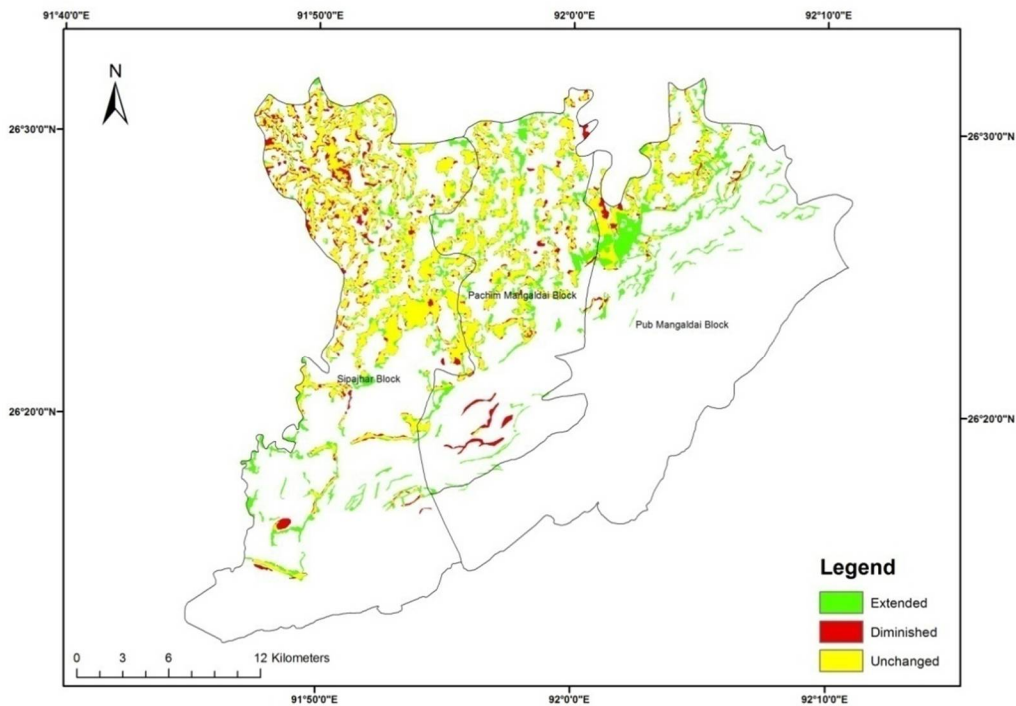 91°40'0"E 91°50'0"E 92°0'0"E 92°10'0"E
N
26°30'0"N 26°30'0"N
Pachim Mangaldai Block
Pub Mangaldai Block
Sipajhar Block
26°20'0"N 26°20'0"N
Legend
Extended
Diminished
Unchanged
0 3 6 12 Kilometers
91°50'0"E 92°0'0"E 92°10'0"E